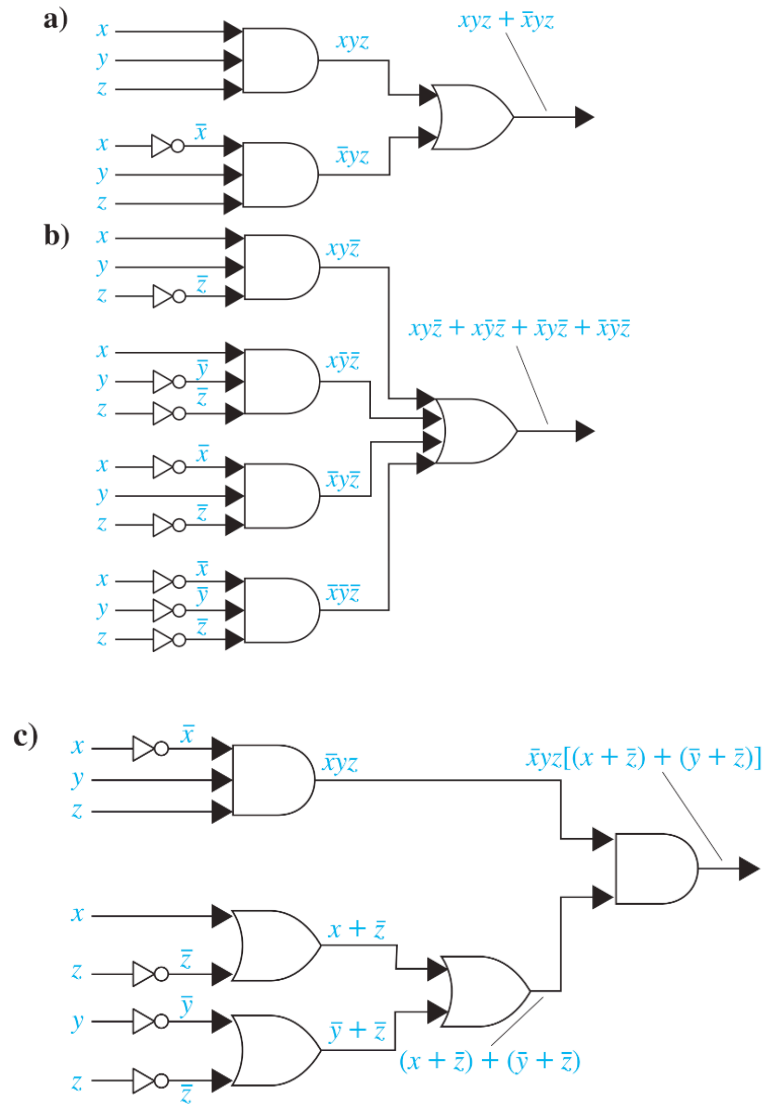 a)
x
y
z
xyz
xyz + x̄yz
x
x̄
y
z
x̄yz
b)
x
y
z
z̄
xyz̄
xyz̄ + xȳz̄ + x̄yz̄ + x̄ȳz̄
x
y
ȳ
z
z̄
xȳz̄
x
x̄
y
z
z̄
x̄yz̄
x
x̄
y
ȳ
z
z̄
x̄ȳz̄
c)
x
x̄
y
z
x̄yz
x̄yz[(x + z̄) + (ȳ + z̄)]
x
z
z̄
x + z̄
y
ȳ
z
z̄
ȳ + z̄
(x + z̄) + (ȳ + z̄)